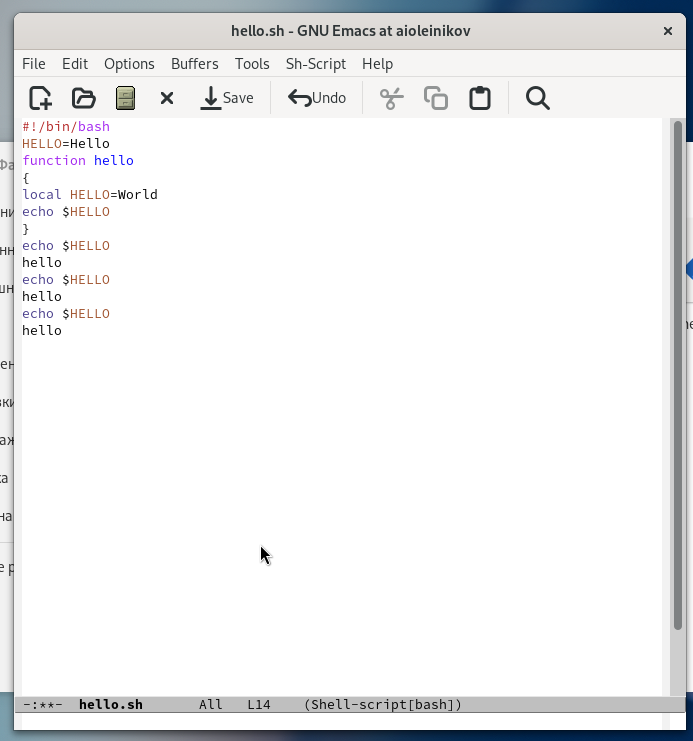 hello.sh - GNU Emacs at aioleinikov
File Edit Options Buffers Tools Sh-Script Help
Save Undo
#!/bin/bash
HELLO=Hello
function hello
{
local HELLO=World
echo $HELLO
}
echo $HELLO
hello
echo $HELLO
hello
echo $HELLO
hello
-:**- hello.sh All L14 (Shell-script[bash])